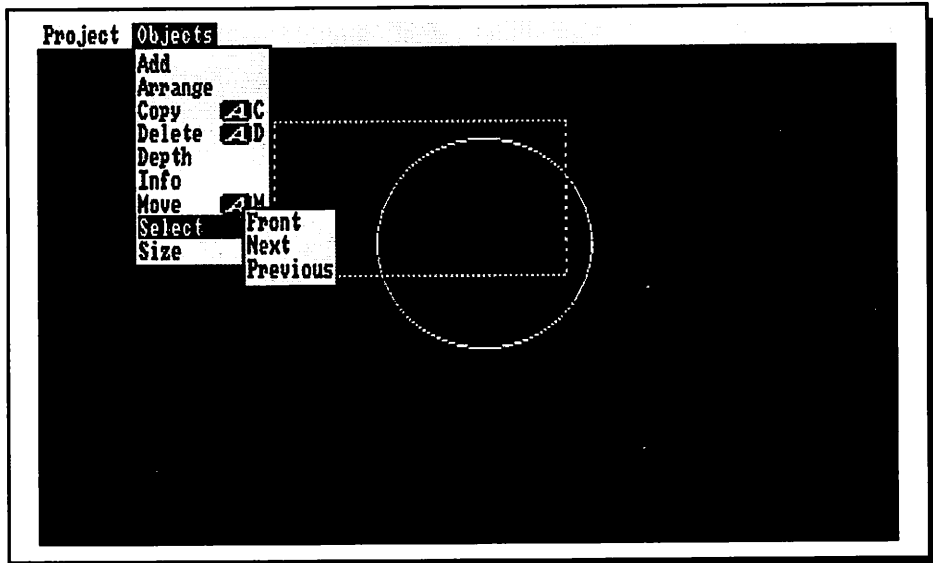 Project Objects
Add
Arrange
Copy A C
Delete A D
Depth
Info
Move A M
Select
Size
Front
Next
Previous